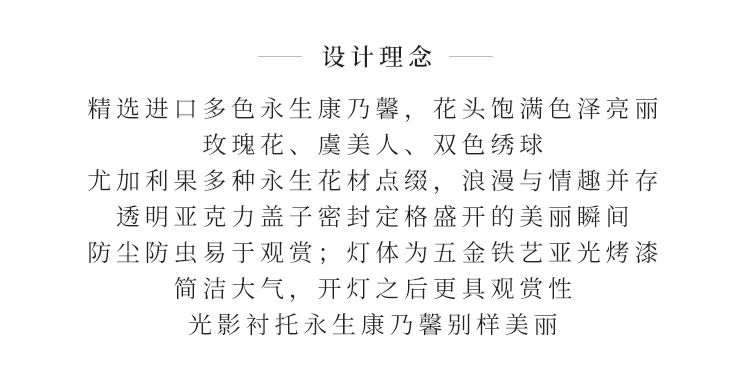 设计理念
精选进口多色永生康乃馨，花头饱满色泽亮丽
玫瑰花、虞美人、双色绣球
尤加利果多种永生花材点缀，浪漫与情趣并存
透明亚克力盖子密封定格盛开的美丽瞬间
防尘防虫易于观赏；灯体为五金铁艺亚光烤漆
简洁大气，开灯之后更具观赏性
光影衬托永生康乃馨别样美丽